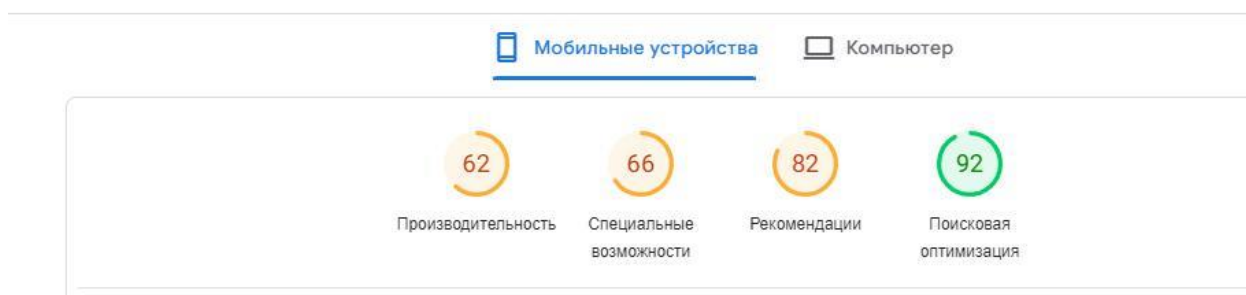 Мобильные устройства Компьютер
62 66 82 92
Производительность Специальные возможности Рекомендации Поисковая оптимизация